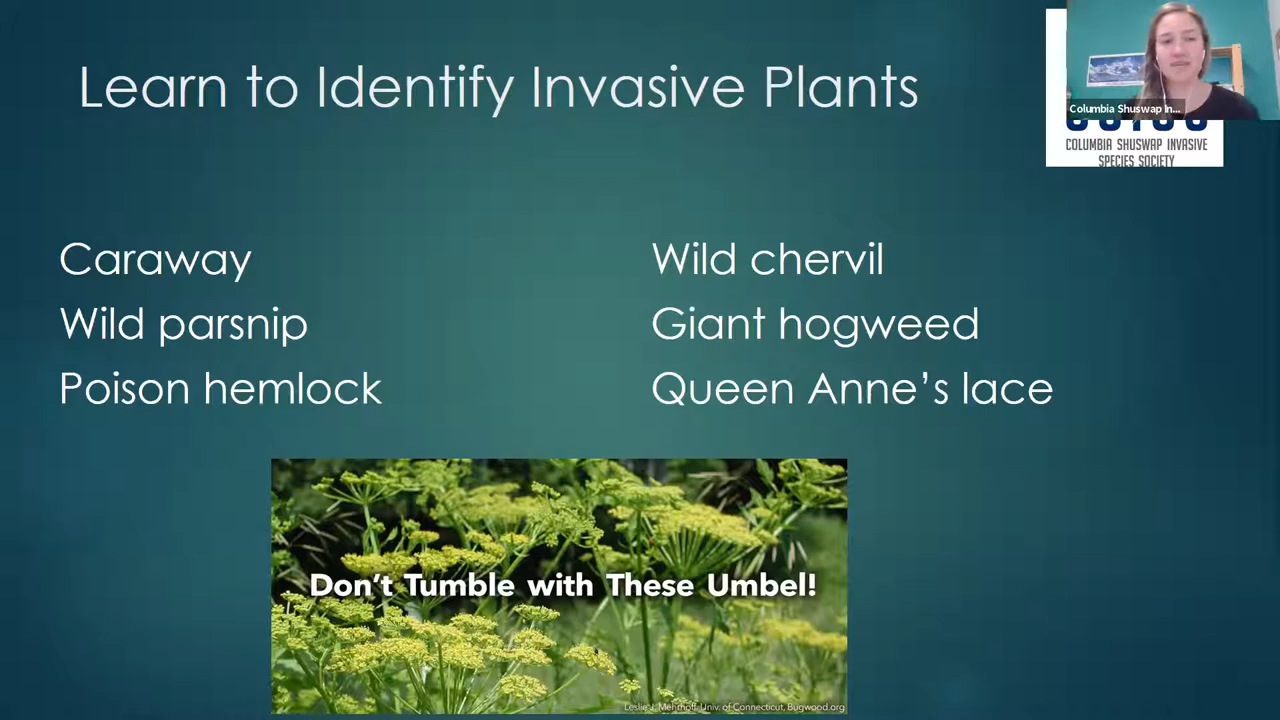 Learn to Identify Invasive Plants
Columbia Shuswap In...
COLUMBIA SHUSWAP INVASIVE
SPECIES SOCIETY
Caraway
Wild parsnip
Poison hemlock
Wild chervil
Giant hogweed
Queen Anne’s lace
Don’t Tumble with These Umbel!
Leslie J. Mehrhoff, Univ. of Connecticut, Bugwood.org